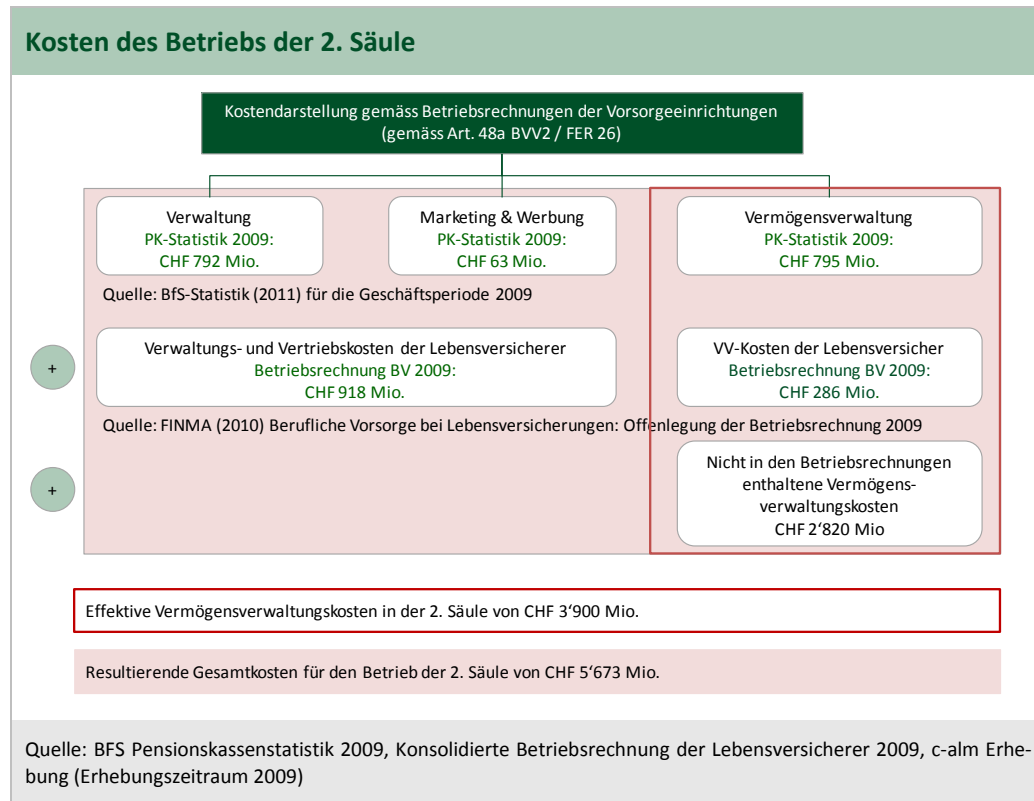 Kosten des Betriebs der 2. Säule
Kostendarstellung gemäss Betriebsrechnungen der Vorsorgeeinrichtungen
(gemäss Art. 48a BVV2 / FER 26)
Verwaltung
PK-Statistik 2009:
CHF 792 Mio.
Marketing & Werbung
PK-Statistik 2009:
CHF 63 Mio.
Vermögensverwaltung
PK-Statistik 2009:
CHF 795 Mio.
Quelle: BfS-Statistik (2011) für die Geschäftsperiode 2009
+
Verwaltungs- und Vertriebskosten der Lebensversicherer
Betriebsrechnung BV 2009:
CHF 918 Mio.
VV-Kosten der Lebensversicher
Betriebsrechnung BV 2009:
CHF 286 Mio.
Quelle: FINMA (2010) Berufliche Vorsorge bei Lebensversicherungen: Offenlegung der Betriebsrechnung 2009
+
Nicht in den Betriebsrechnungen
enthaltene Vermögens-
verwaltungskosten
CHF 2‘820 Mio
Effektive Vermögensverwaltungskosten in der 2. Säule von CHF 3‘900 Mio.
Resultierende Gesamtkosten für den Betrieb der 2. Säule von CHF 5‘673 Mio.
Quelle: BFS Pensionskassenstatistik 2009, Konsolidierte Betriebsrechnung der Lebensversicherer 2009, c-alm Erhe-
bung (Erhebungszeitraum 2009)